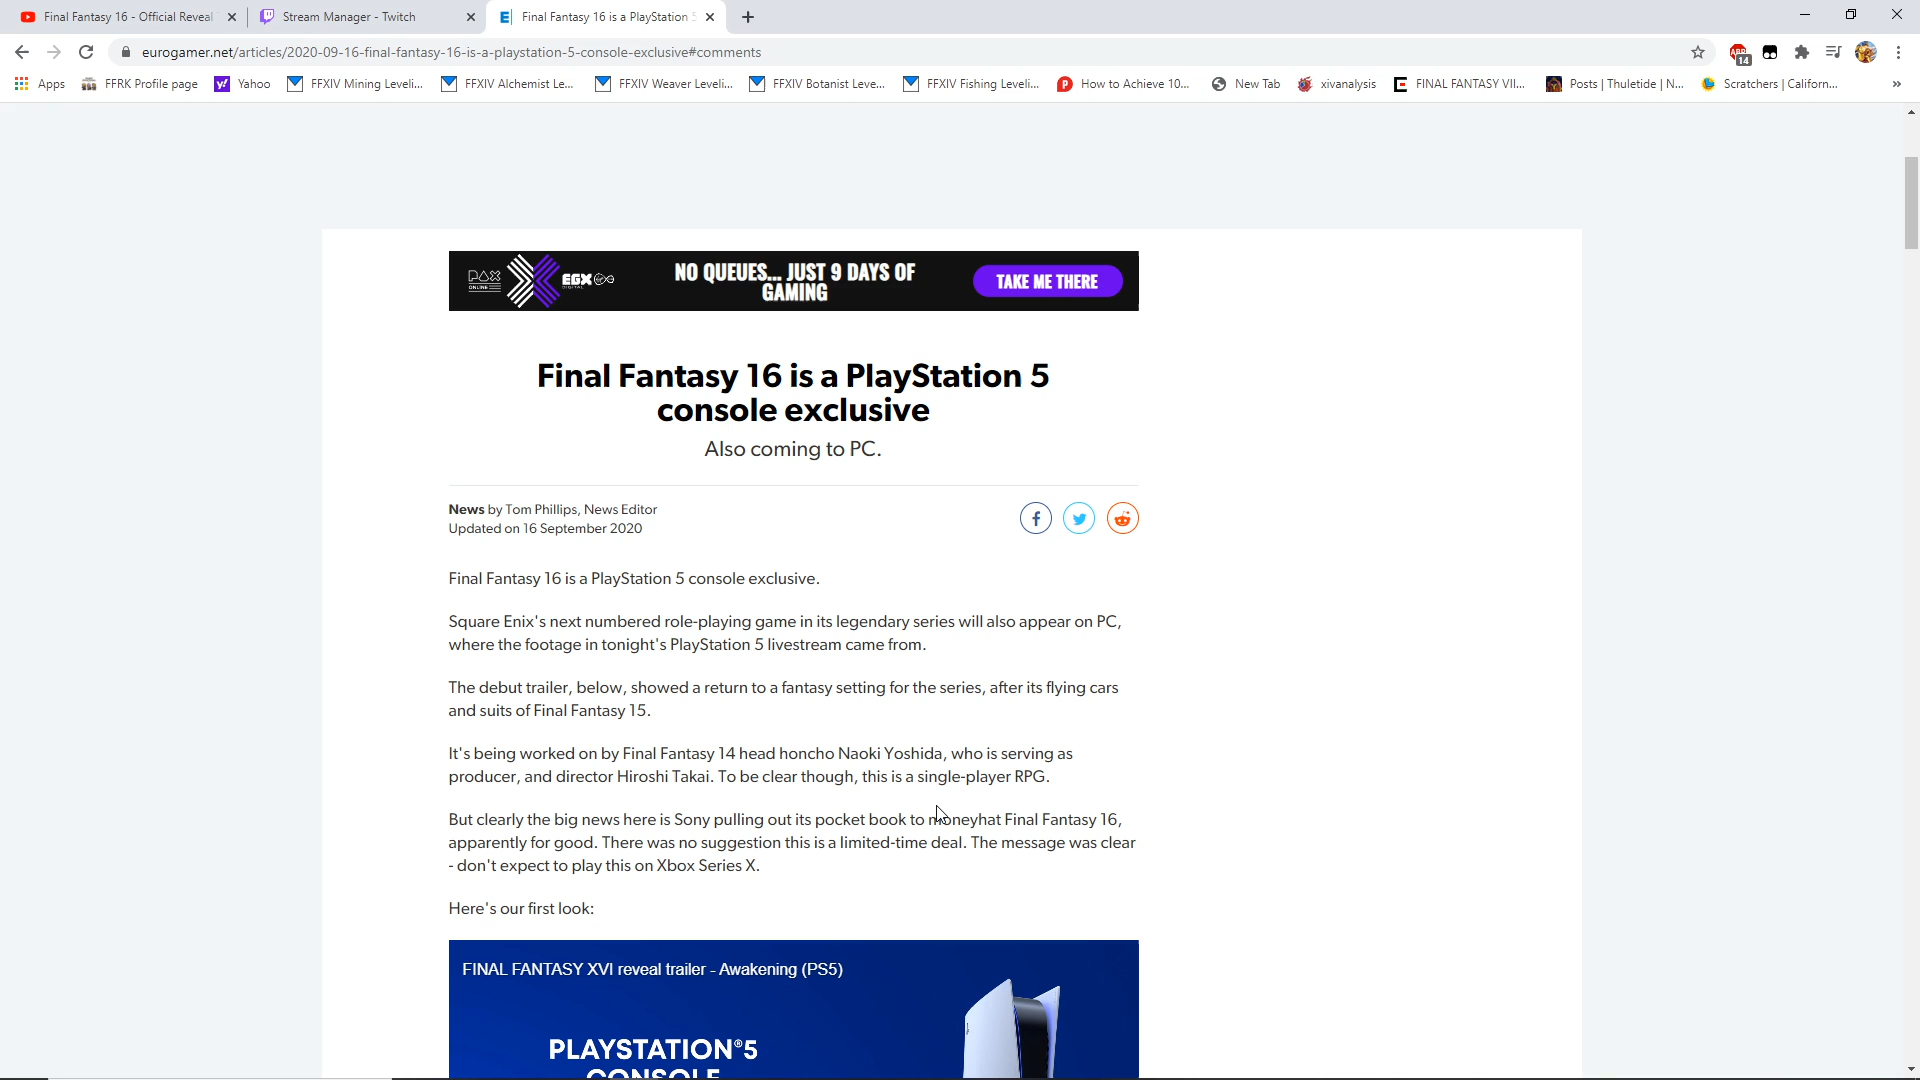 Final Fantasy 16 - Official Reveal
Stream Manager - Twitch
Final Fantasy 16 is a PlayStation 5
eurogamer.net/articles/2020-09-16-final-fantasy-16-is-a-playstation-5-console-exclusive#comments
14
Apps
FFRK Profile page
Yahoo
FFXIV Mining Leveli...
FFXIV Alchemist Le...
FFXIV Weaver Leveli...
FFXIV Botanist Leve...
FFXIV Fishing Leveli...
How to Achieve 10...
New Tab
xivanalysis
FINAL FANTASY VII...
Posts | Thuletide | N...
Scratchers | Californ...
»
PAX ONLINE
EGX DIGITAL
NO QUEUES... JUST 9 DAYS OF
GAMING
TAKE ME THERE
Final Fantasy 16 is a PlayStation 5
console exclusive
Also coming to PC.
News by Tom Phillips, News Editor
Updated on 16 September 2020
Final Fantasy 16 is a PlayStation 5 console exclusive.
Square Enix's next numbered role-playing game in its legendary series will also appear on PC,
where the footage in tonight's PlayStation 5 livestream came from.
The debut trailer, below, showed a return to a fantasy setting for the series, after its flying cars
and suits of Final Fantasy 15.
It's being worked on by Final Fantasy 14 head honcho Naoki Yoshida, who is serving as
producer, and director Hiroshi Takai. To be clear though, this is a single-player RPG.
But clearly the big news here is Sony pulling out its pocket book to moneyhat Final Fantasy 16,
apparently for good. There was no suggestion this is a limited-time deal. The message was clear
- don't expect to play this on Xbox Series X.
Here's our first look:
FINAL FANTASY XVI reveal trailer - Awakening (PS5)
PLAYSTATION®5
CONSOLE